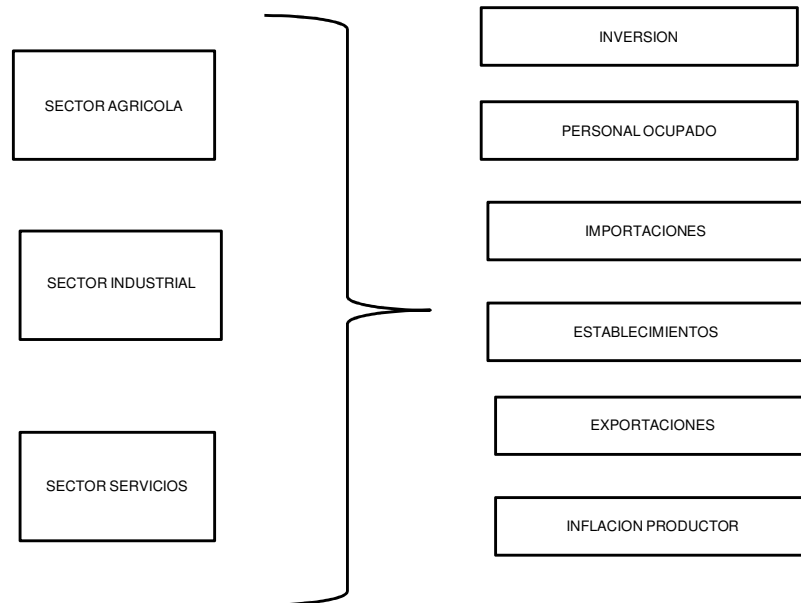 SECTOR AGRICOLA
SECTOR INDUSTRIAL
SECTOR SERVICIOS
INVERSION
PERSONAL OCUPADO
IMPORTACIONES
ESTABLECIMIENTOS
EXPORTACIONES
INFLACION PRODUCTOR